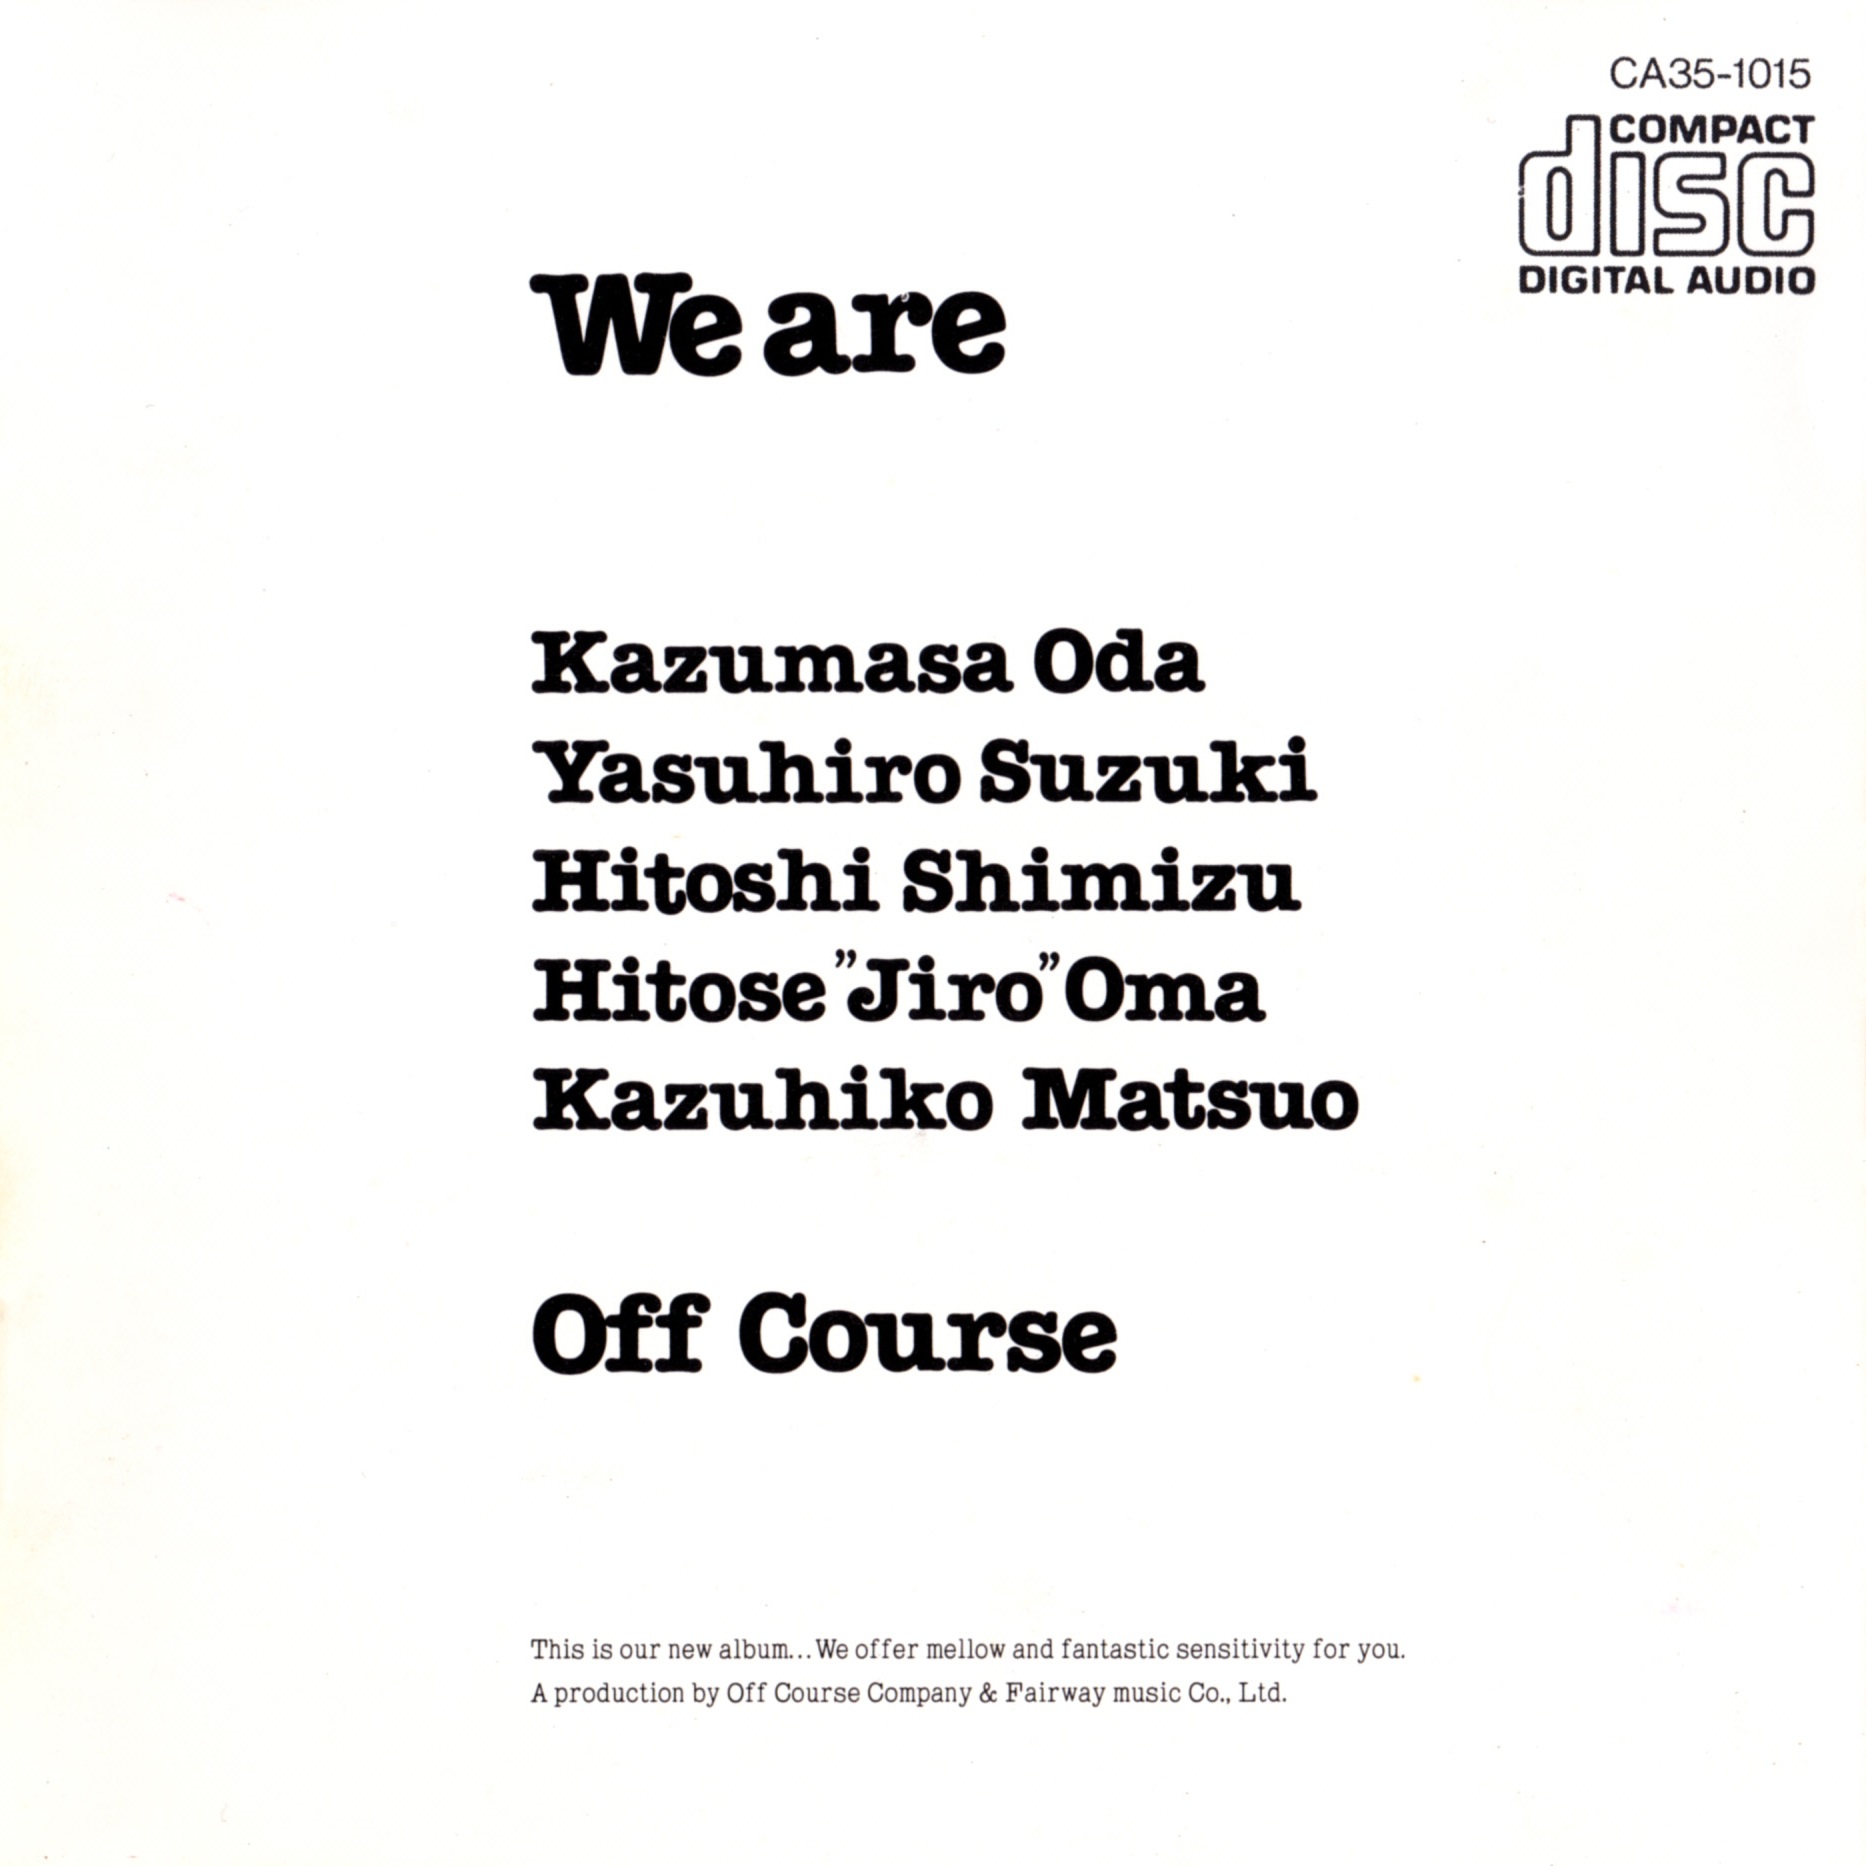 CA35-1015
COMPACT
disc
DIGITAL AUDIO
We are
Kazumasa Oda
Yasuhiro Suzuki
Hitoshi Shimizu
Hitose ”Jiro” Oma
Kazuhiko Matsuo
Off Course
This is our new album...We offer mellow and fantastic sensitivity for you.
A production by Off Course Company & Fairway music Co., Ltd.